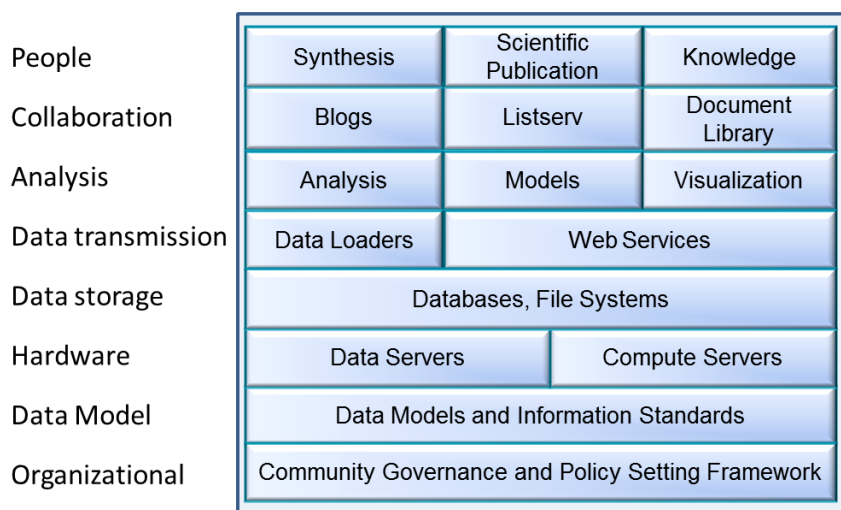 People
Synthesis
Scientific
Publication
Knowledge
Collaboration
Blogs
Listserv
Document
Library
Analysis
Analysis
Models
Visualization
Data transmission
Data Loaders
Web Services
Data storage
Databases, File Systems
Hardware
Data Servers
Compute Servers
Data Model
Data Models and Information Standards
Organizational
Community Governance and Policy Setting Framework